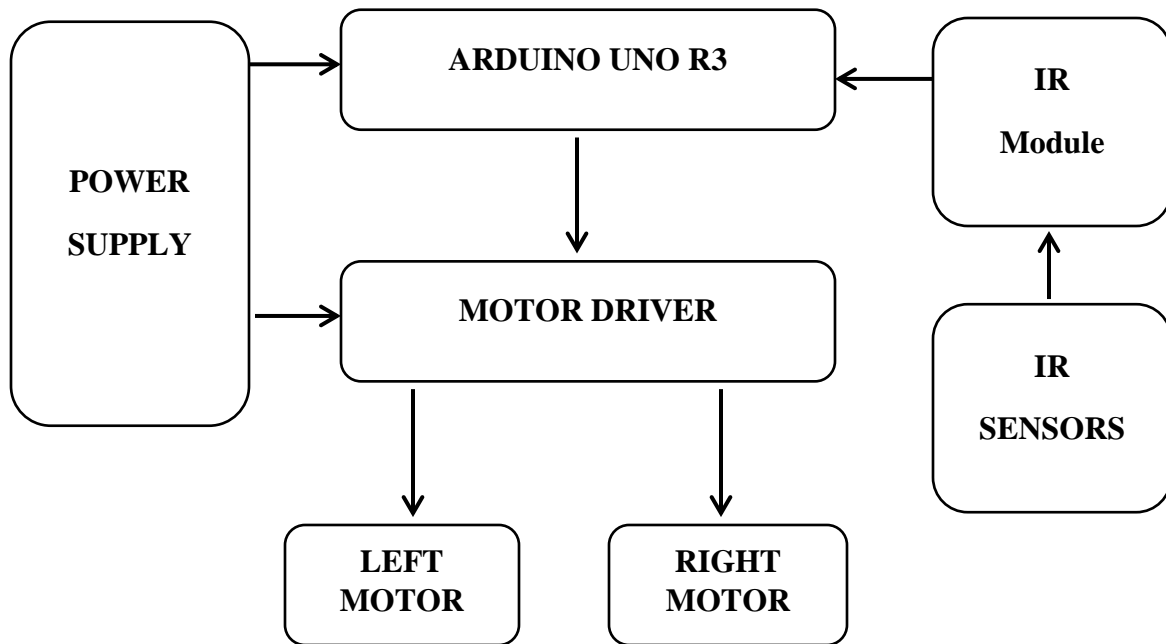 ARDUINO UNO R3
IR
Module
POWER
SUPPLY
MOTOR DRIVER
IR
SENSORS
LEFT
MOTOR
RIGHT
MOTOR